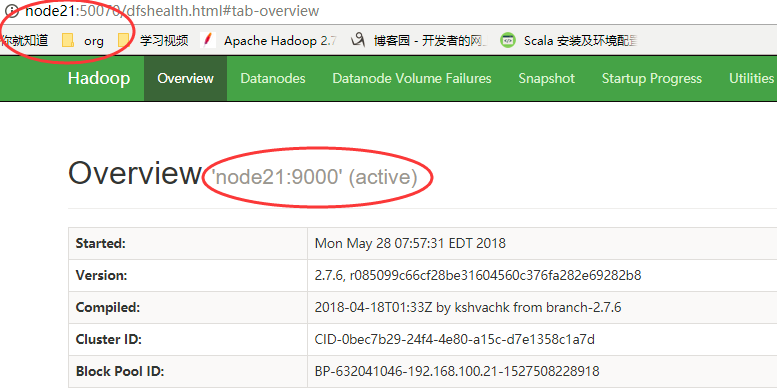 node21:50070/dfshealth.html#tab-overview
你就知道 org 学习视频 Apache Hadoop 2.7 博客园 - 开发者的网 Scala 安装及环境配置
Hadoop Overview Datanodes Datanode Volume Failures Snapshot Startup Progress Utilities
Overview 'node21:9000' (active)
Started: Mon May 28 07:57:31 EDT 2018
Version: 2.7.6, r085099c66cf28be31604560c376fa282e69282b8
Compiled: 2018-04-18T01:33Z by kshvachk from branch-2.7.6
Cluster ID: CID-0bec7b29-24f4-4e80-a15c-d7e1358c1a7d
Block Pool ID: BP-632041046-192.168.100.21-1527508228918